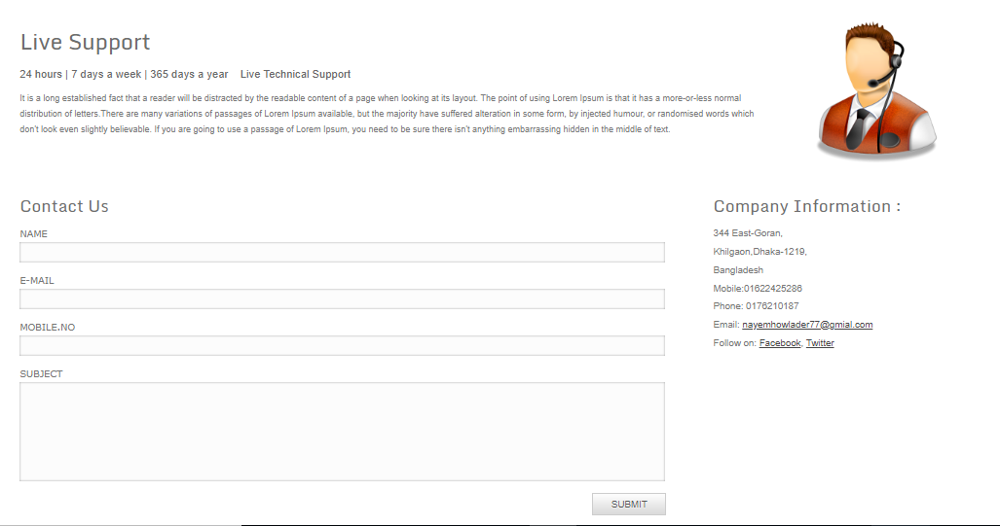 Live Support
24 hours | 7 days a week | 365 days a year    Live Technical Support
It is a long established fact that a reader will be distracted by the readable content of a page when looking at its layout. The point of using Lorem Ipsum is that it has a more-or-less normal
distribution of letters.There are many variations of passages of Lorem Ipsum available, but the majority have suffered alteration in some form, by injected humour, or randomised words which
don't look even slightly believable. If you are going to use a passage of Lorem Ipsum, you need to be sure there isn't anything embarrassing hidden in the middle of text.
Contact Us
NAME
E-MAIL
MOBILE.NO
SUBJECT
SUBMIT
Company Information :
344 East-Goran,
Khilgaon,Dhaka-1219,
Bangladesh
Mobile:01622425286
Phone: 0176210187
Email: nayemhowlader77@gmial.com
Follow on: Facebook, Twitter